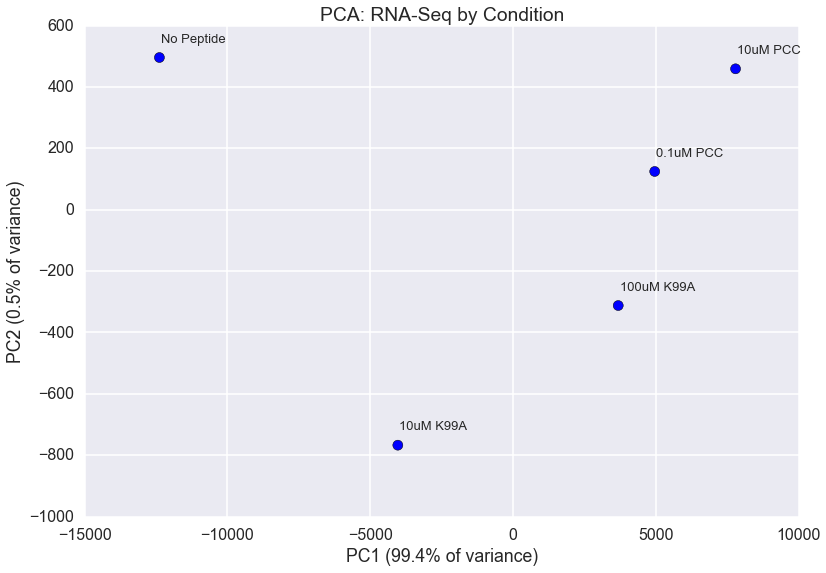 PCA: RNA-Seq by Condition
600
400
200
0
−200
−400
−600
−800
−1000
PC2 (0.5% of variance)
No Peptide
10uM PCC
0.1uM PCC
100uM K99A
10uM K99A
−15000 −10000 −5000 0 5000 10000
PC1 (99.4% of variance)